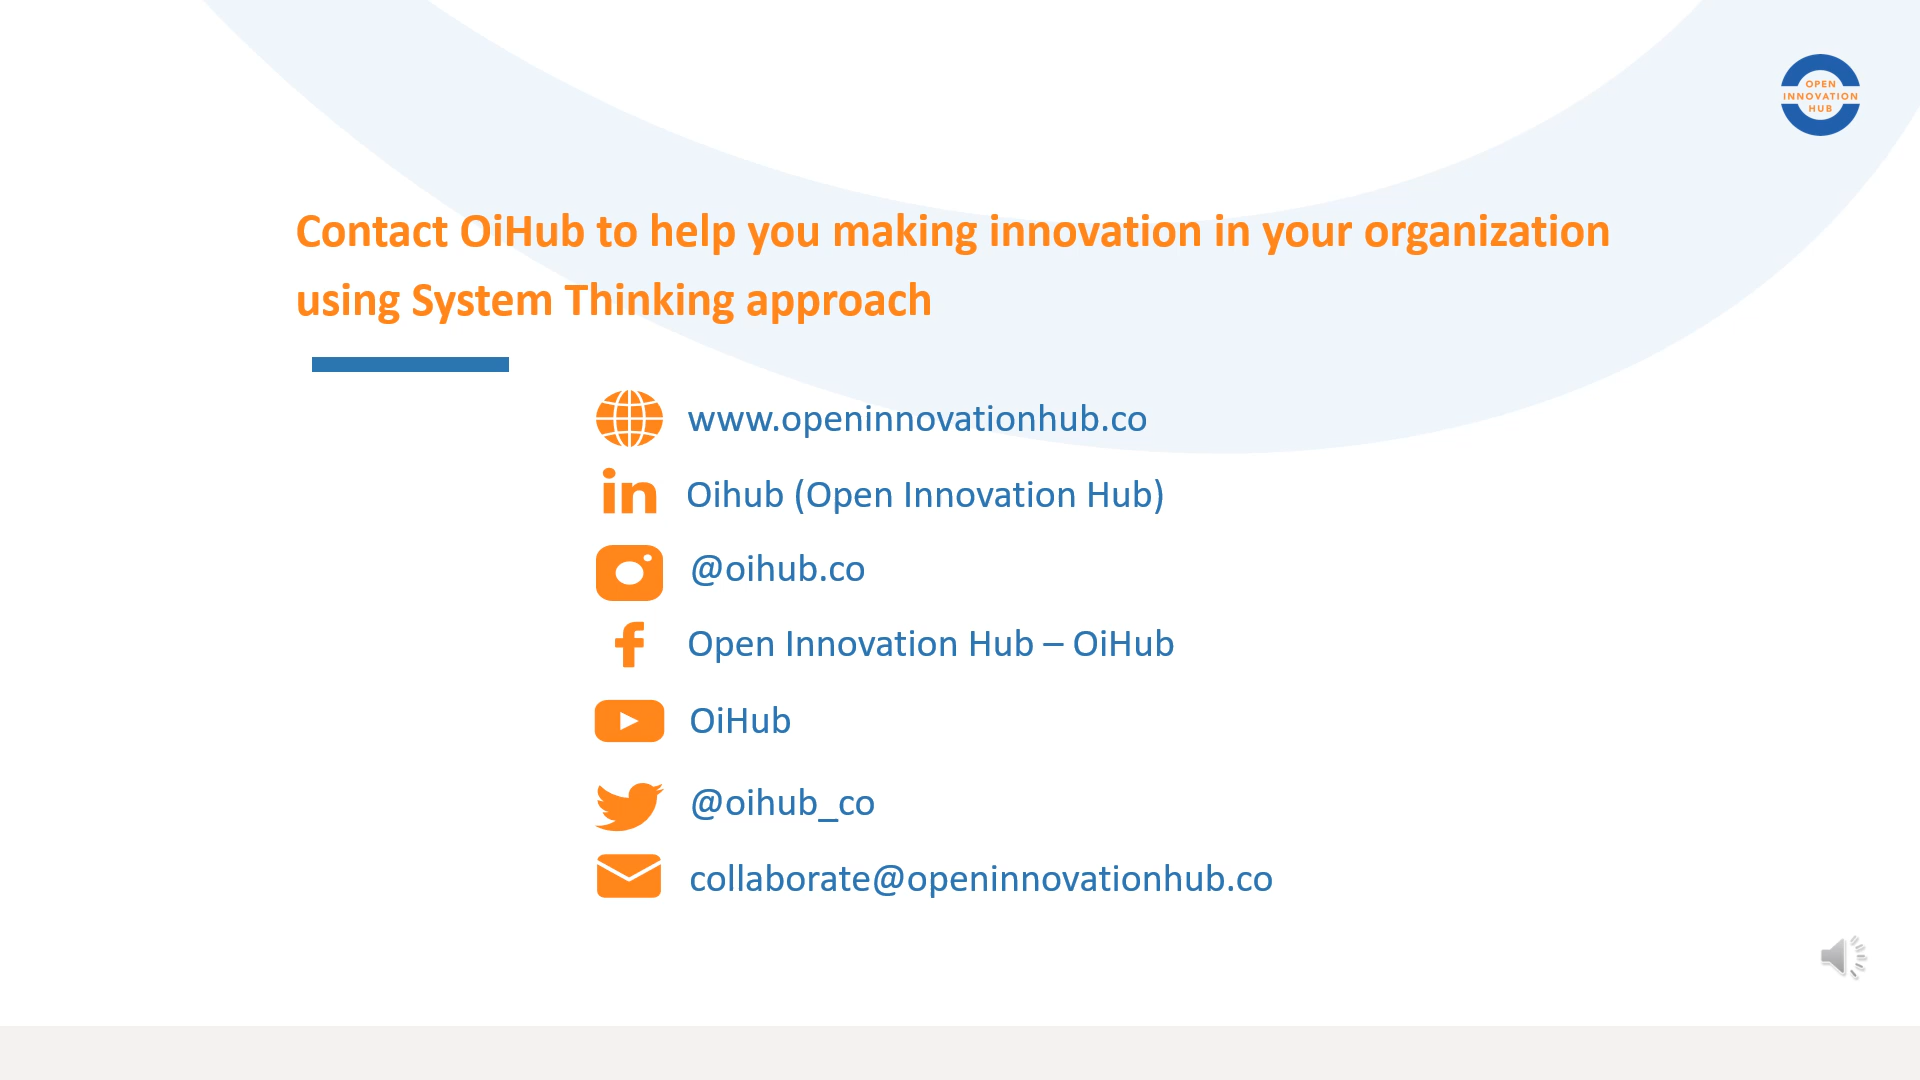 OPEN
INNOVATION
HUB
Contact OiHub to help you making innovation in your organization
using System Thinking approach
www.openinnovationhub.co
in Oihub (Open Innovation Hub)
@oihub.co
f Open Innovation Hub – OiHub
OiHub
@oihub_co
collaborate@openinnovationhub.co